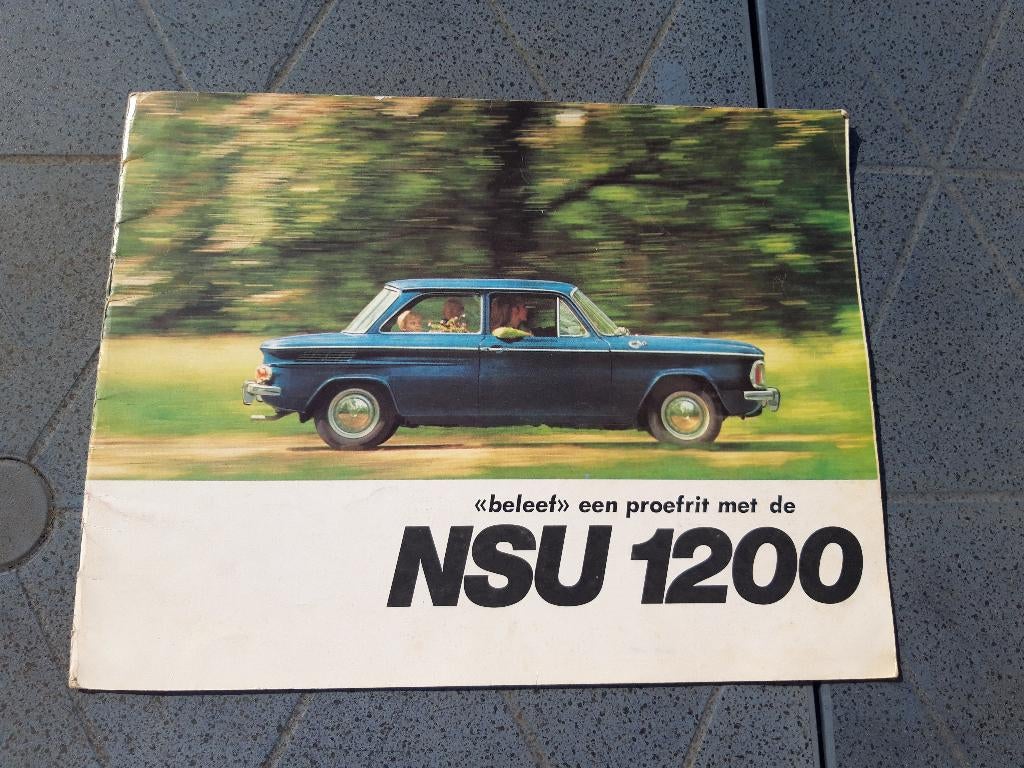 «beleef» een proefrit met de
NSU 1200